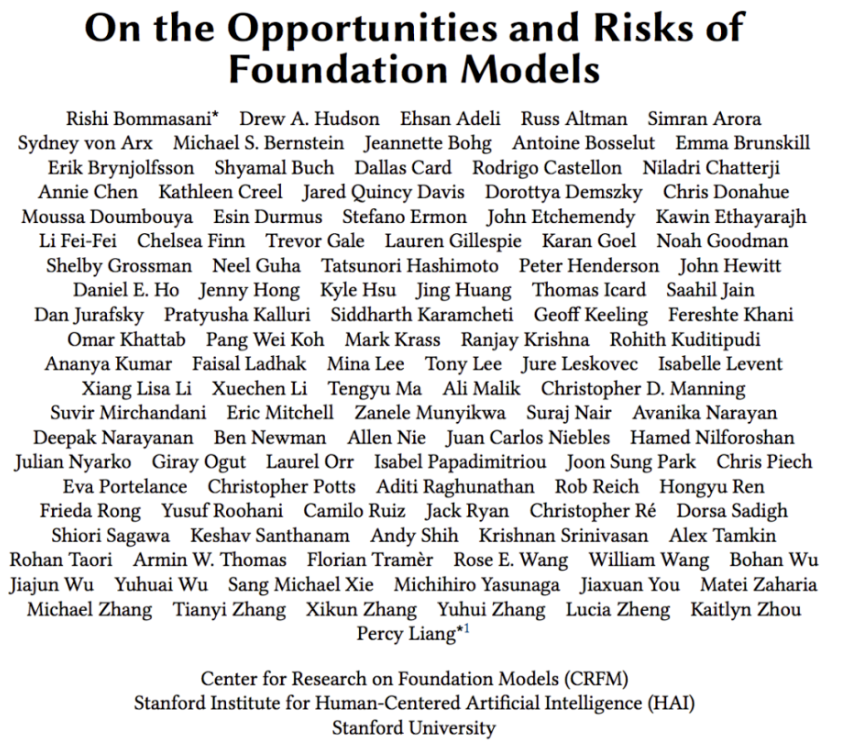 On the Opportunities and Risks of
Foundation Models
Rishi Bommasani* Drew A. Hudson Ehsan Adeli Russ Altman Simran Arora
Sydney von Arx Michael S. Bernstein Jeannette Bohg Antoine Bosselut Emma Brunskill
Erik Brynjolfsson Shyamal Buch Dallas Card Rodrigo Castellon Niladri Chatterji
Annie Chen Kathleen Creel Jared Quincy Davis Dorottya Demszky Chris Donahue
Moussa Doumbouya Esin Durmus Stefano Ermon John Etchemendy Kawin Ethayarajh
Li Fei-Fei Chelsea Finn Trevor Gale Lauren Gillespie Karan Goel Noah Goodman
Shelby Grossman Neel Guha Tatsunori Hashimoto Peter Henderson John Hewitt
Daniel E. Ho Jenny Hong Kyle Hsu Jing Huang Thomas Icard Saahil Jain
Dan Jurafsky Pratyusha Kalluri Siddharth Karamcheti Geoff Keeling Fereshte Khani
Omar Khattab Pang Wei Koh Mark Krass Ranjay Krishna Rohith Kuditipudi
Ananya Kumar Faisal Ladhak Mina Lee Tony Lee Jure Leskovec Isabelle Levent
Xiang Lisa Li Xuechen Li Tengyu Ma Ali Malik Christopher D. Manning
Suvir Mirchandani Eric Mitchell Zanele Munyikwa Suraj Nair Avanika Narayan
Deepak Narayanan Ben Newman Allen Nie Juan Carlos Niebles Hamed Nilforoshan
Julian Nyarko Giray Ogut Laurel Orr Isabel Papadimitriou Joon Sung Park Chris Piech
Eva Portelance Christopher Potts Aditi Raghunathan Rob Reich Hongyu Ren
Frieda Rong Yusuf Roohani Camilo Ruiz Jack Ryan Christopher Ré Dorsa Sadigh
Shiori Sagawa Keshav Santhanam Andy Shih Krishnan Srinivasan Alex Tamkin
Rohan Taori Armin W. Thomas Florian Tramèr Rose E. Wang William Wang Bohan Wu
Jiajun Wu Yuhuai Wu Sang Michael Xie Michihiro Yasunaga Jiaxuan You Matei Zaharia
Michael Zhang Tianyi Zhang Xikun Zhang Yuhui Zhang Lucia Zheng Kaitlyn Zhou
Percy Liang*1
Center for Research on Foundation Models (CRFM)
Stanford Institute for Human-Centered Artificial Intelligence (HAI)
Stanford University